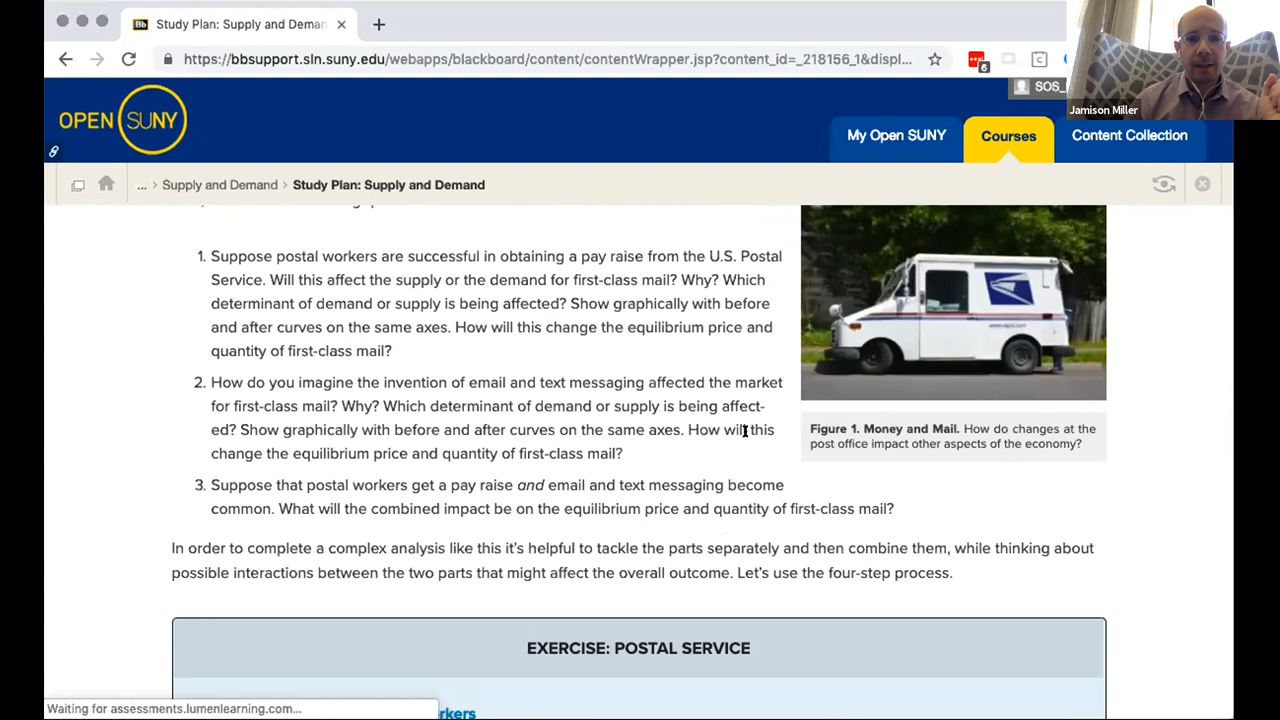 Bb Study Plan: Supply and Deman
https://bbsupport.sln.suny.edu/webapps/blackboard/content/contentWrapper.jsp?content_id=_218156_1&displ...
6
SOS_
Jamison Miller
OPEN SUNY
My Open SUNY
Courses
Content Collection
... > Supply and Demand > Study Plan: Supply and Demand
1. Suppose postal workers are successful in obtaining a pay raise from the U.S. Postal
Service. Will this affect the supply or the demand for first-class mail? Why? Which
determinant of demand or supply is being affected? Show graphically with before
and after curves on the same axes. How will this change the equilibrium price and
quantity of first-class mail?
2. How do you imagine the invention of email and text messaging affected the market
for first-class mail? Why? Which determinant of demand or supply is being affect-
ed? Show graphically with before and after curves on the same axes. How will this
change the equilibrium price and quantity of first-class mail?
3. Suppose that postal workers get a pay raise and email and text messaging become
common. What will the combined impact be on the equilibrium price and quantity of first-class mail?
Figure 1. Money and Mail. How do changes at the
post office impact other aspects of the economy?
In order to complete a complex analysis like this it's helpful to tackle the parts separately and then combine them, while thinking about
possible interactions between the two parts that might affect the overall outcome. Let's use the four-step process.
EXERCISE: POSTAL SERVICE
rkers
Waiting for assessments.lumenlearning.com...